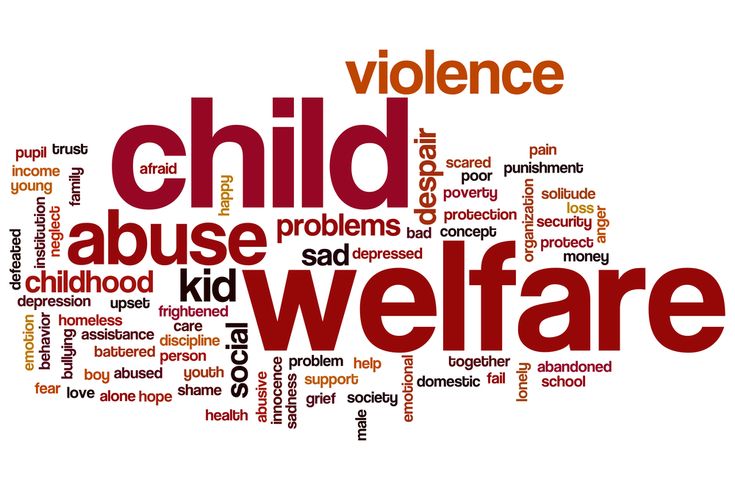 violence
child
pupil
trust
afraid
income
young
family
happy
despair
scared
pain
poor
punishment
poverty
organization
solitude
loss
anger
institution
neglect
abuse
problems
bad
protection
concept
security
defeated
sad
depressed
protect
money
childhood
kid
welfare
depression
upset
frightened
emotion
behavior
bullying
homeless
care
assistance
discipline
social
battered
person
boy
abused
youth
fear
love
alone
hope
shame
health
abusive
innocence
sadness
problem
help
support
grief
society
male
emotional
together
domestic
fail
lonely
abandoned
school